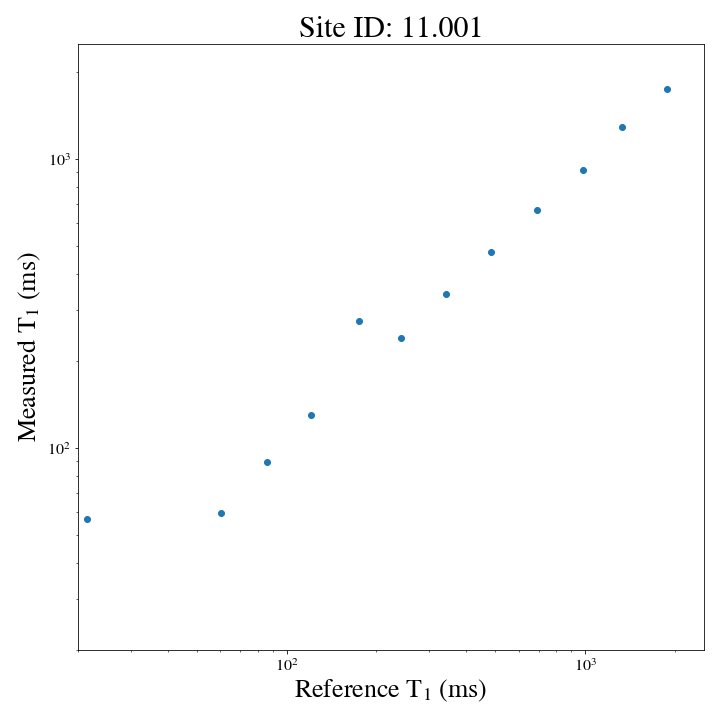 Site ID: 11.001
10³
10²
Measured T₁ (ms)
10² 10³
Reference T₁ (ms)